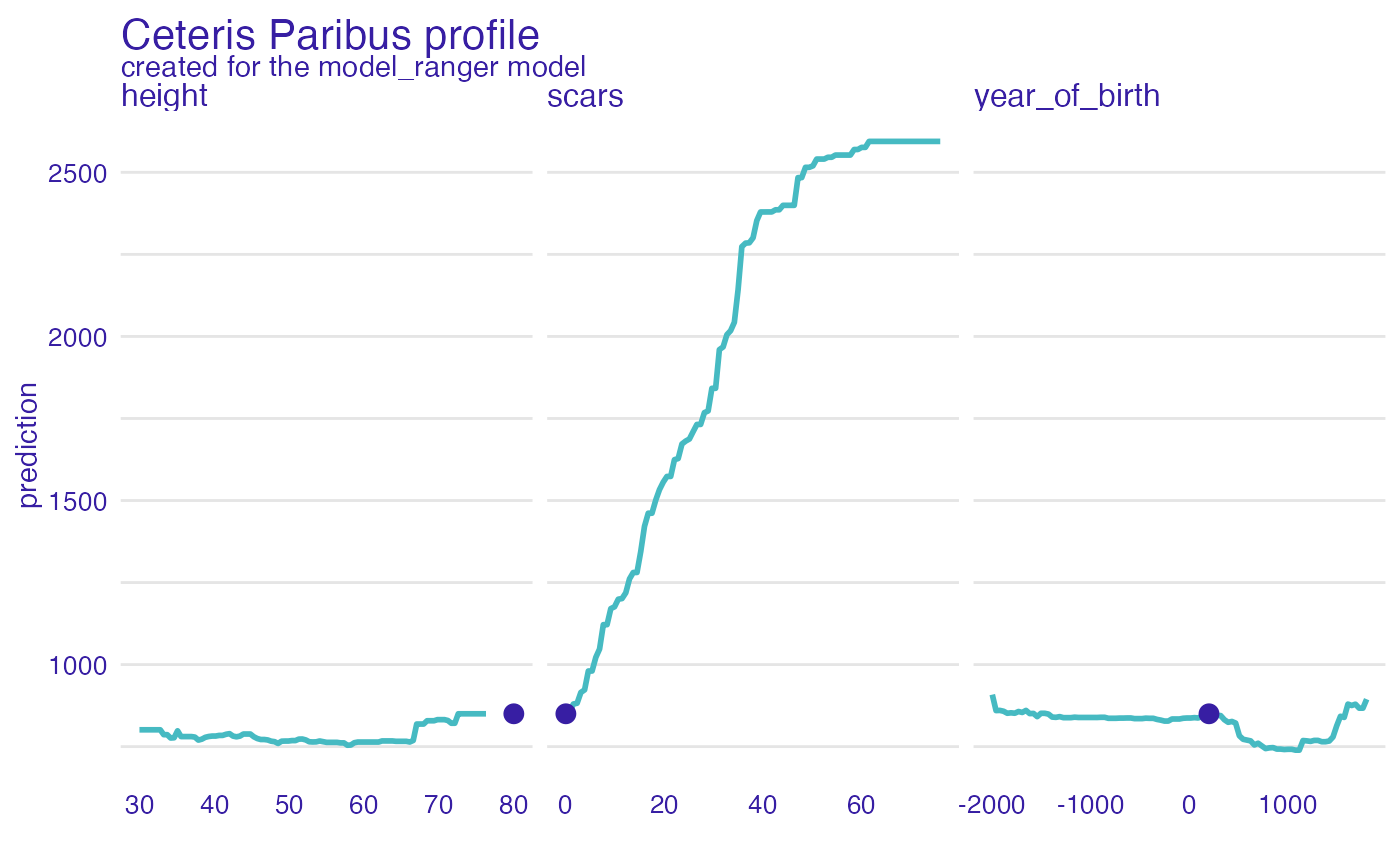 Ceteris Paribus profile
created for the model_ranger model
height scars year_of_birth
2500
2000
1500
1000
prediction
30 40 50 60 70 80 0 20 40 60 -2000 -1000 0 1000